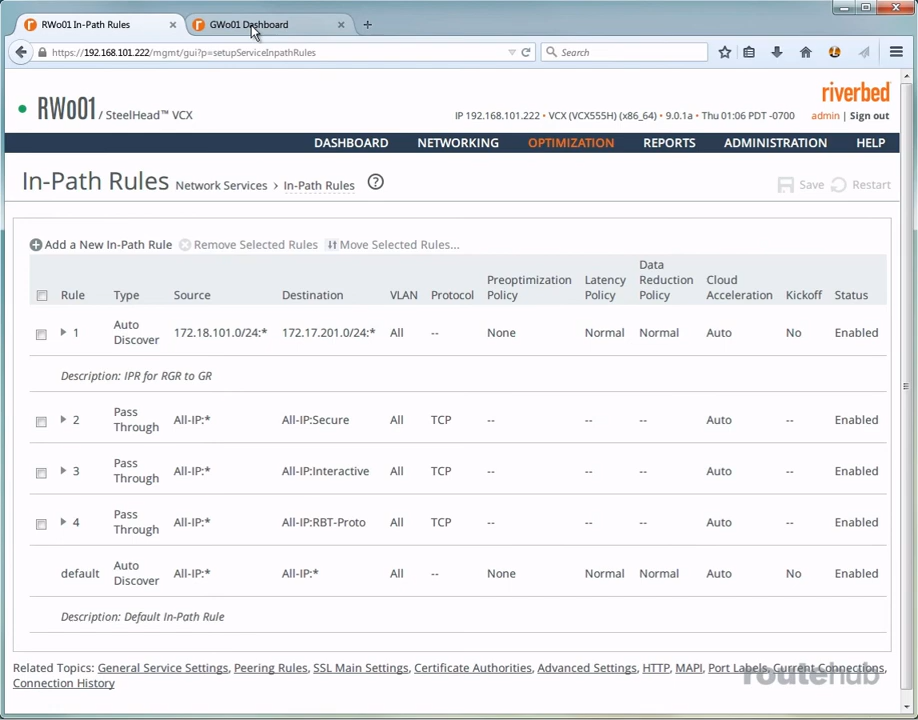 RWo01 In-Path Rules
GWo01 Dashboard
https://192.168.101.222/mgmt/gui?p=setupServiceInpathRules
Search
riverbed
RWo01 / SteelHead™ VCX
IP 192.168.101.222 • VCX (VCX555H) (x86_64) • 9.0.1a • Thu 01:06 PDT -0700
admin | Sign out
DASHBOARD NETWORKING OPTIMIZATION REPORTS ADMINISTRATION HELP
In-Path Rules Network Services › In-Path Rules ?
Save Restart
Add a New In-Path Rule Remove Selected Rules Move Selected Rules...
Rule Type Source Destination VLAN Protocol Preoptimization Policy Latency Policy Data Reduction Policy Cloud Acceleration Kickoff Status
1 Auto Discover 172.18.101.0/24:* 172.17.201.0/24:* All -- None Normal Normal Auto No Enabled
Description: IPR for RGR to GR
2 Pass Through All-IP:* All-IP:Secure All TCP -- -- -- Auto -- Enabled
3 Pass Through All-IP:* All-IP:Interactive All TCP -- -- -- Auto -- Enabled
4 Pass Through All-IP:* All-IP:RBT-Proto All TCP -- -- -- Auto -- Enabled
default Auto Discover All-IP:* All-IP:* All -- None Normal Normal Auto No Enabled
Description: Default In-Path Rule
Related Topics: General Service Settings, Peering Rules, SSL Main Settings, Certificate Authorities, Advanced Settings, HTTP, MAPI, Port Labels, Current Connections,
Connection History
routehub